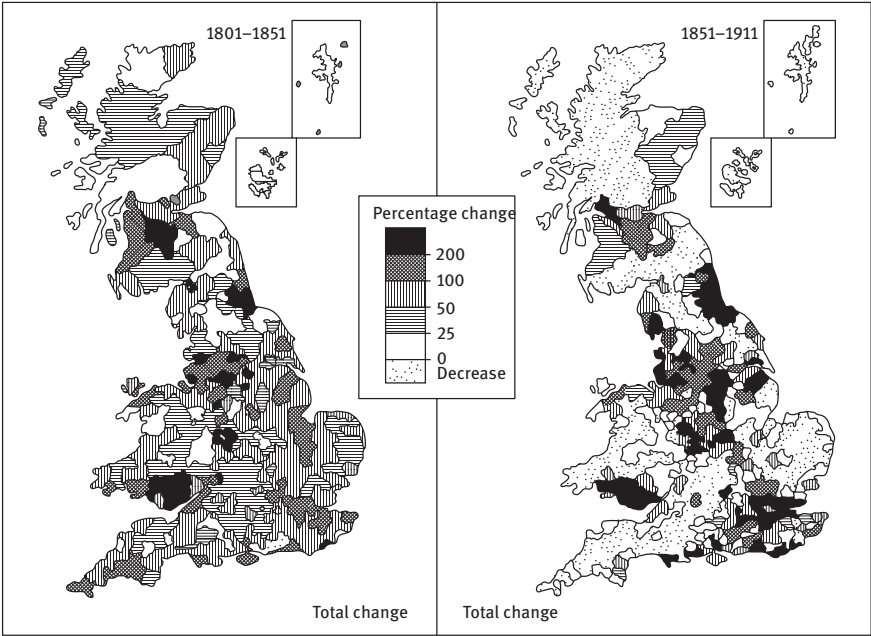 1801–1851
1851–1911
Percentage change
200
100
50
25
0
Decrease
Total change
Total change